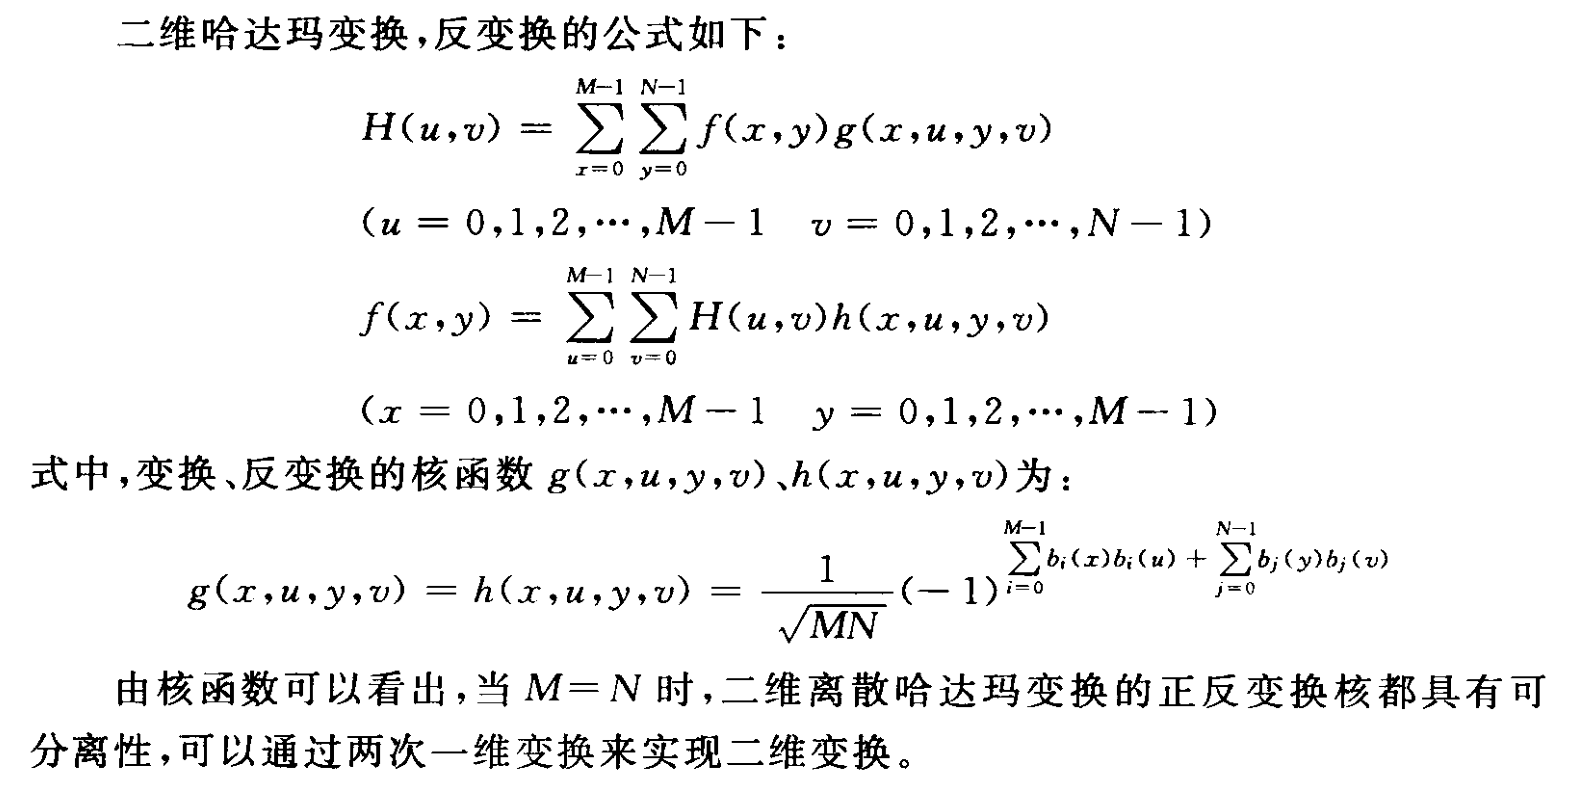 二维哈达玛变换,反变换的公式如下:
H(u,v) = \sum_{x=0}^{M-1} \sum_{y=0}^{N-1} f(x,y)g(x,u,y,v)
(u = 0,1,2,⋯,M-1 v = 0,1,2,⋯,N-1)
f(x,y) = \sum_{u=0}^{M-1} \sum_{v=0}^{N-1} H(u,v)h(x,u,y,v)
(x = 0,1,2,⋯,M-1 y = 0,1,2,⋯,M-1)
式中,变换、反变换的核函数 g(x,u,y,v)、h(x,u,y,v)为:
g(x,u,y,v) = h(x,u,y,v) = \frac{1}{\sqrt{MN}}(-1)^{\sum_{i=0}^{M-1} b_i(x)b_i(u) + \sum_{j=0}^{N-1} b_j(y)b_j(v)}
由核函数可以看出,当 M=N 时,二维离散哈达玛变换的正反变换核都具有可
分离性,可以通过两次一维变换来实现二维变换。